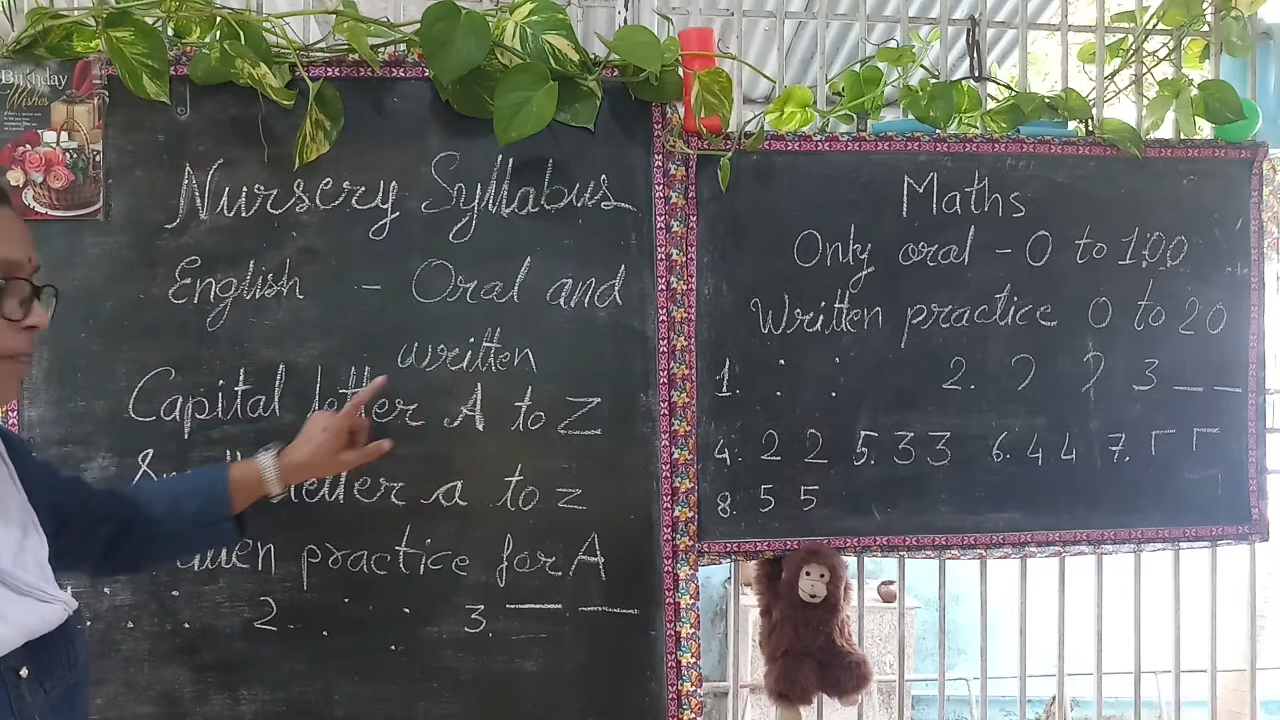 Birthday
Wishes
Nursery Syllabus
English - Oral and
written
Capital letter A to Z
letter a to z
practice for A
2. 3.
Maths
Only oral - 0 to 100
Written practice 0 to 20
1. 2. 3
4. 2 2 5. 3 3 6. 4 4 7.
8. 5 5